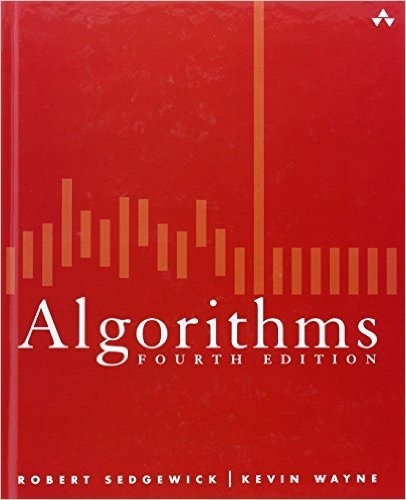 Algorithms
FOURTH EDITION
ROBERT SEDGEWICK | KEVIN WAYNE